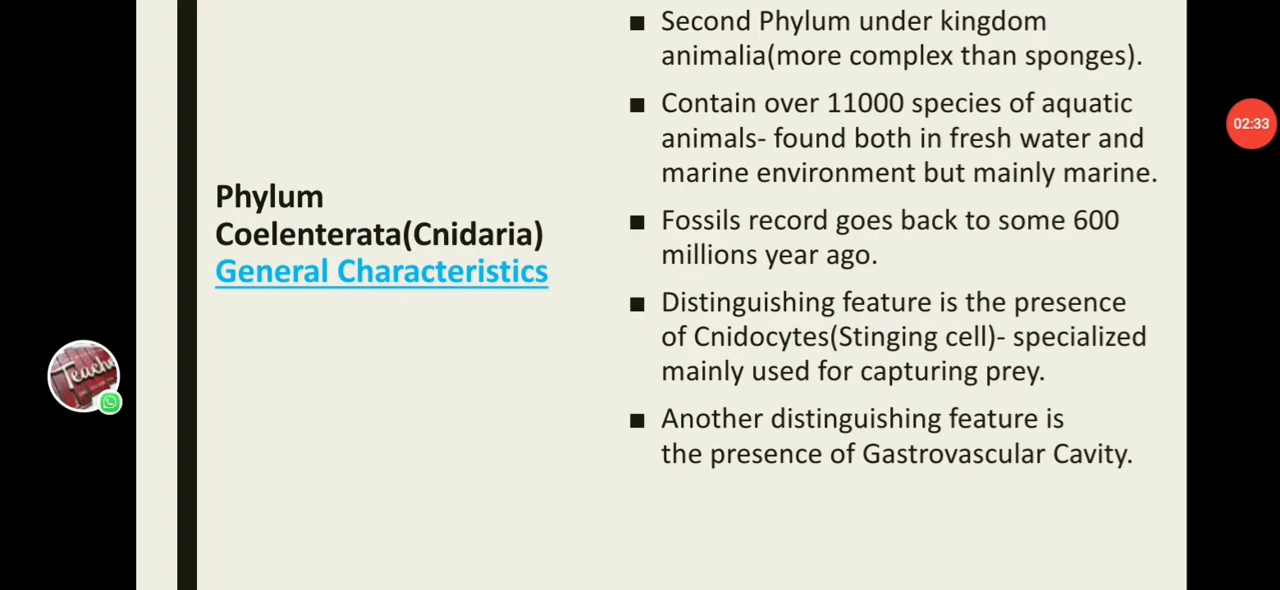 Phylum
Coelenterata(Cnidaria)
General Characteristics
■ Second Phylum under kingdom
animalia(more complex than sponges).
■ Contain over 11000 species of aquatic
animals- found both in fresh water and
marine environment but mainly marine.
■ Fossils record goes back to some 600
millions year ago.
■ Distinguishing feature is the presence
of Cnidocytes(Stinging cell)- specialized
mainly used for capturing prey.
■ Another distinguishing feature is
the presence of Gastrovascular Cavity.
02:33